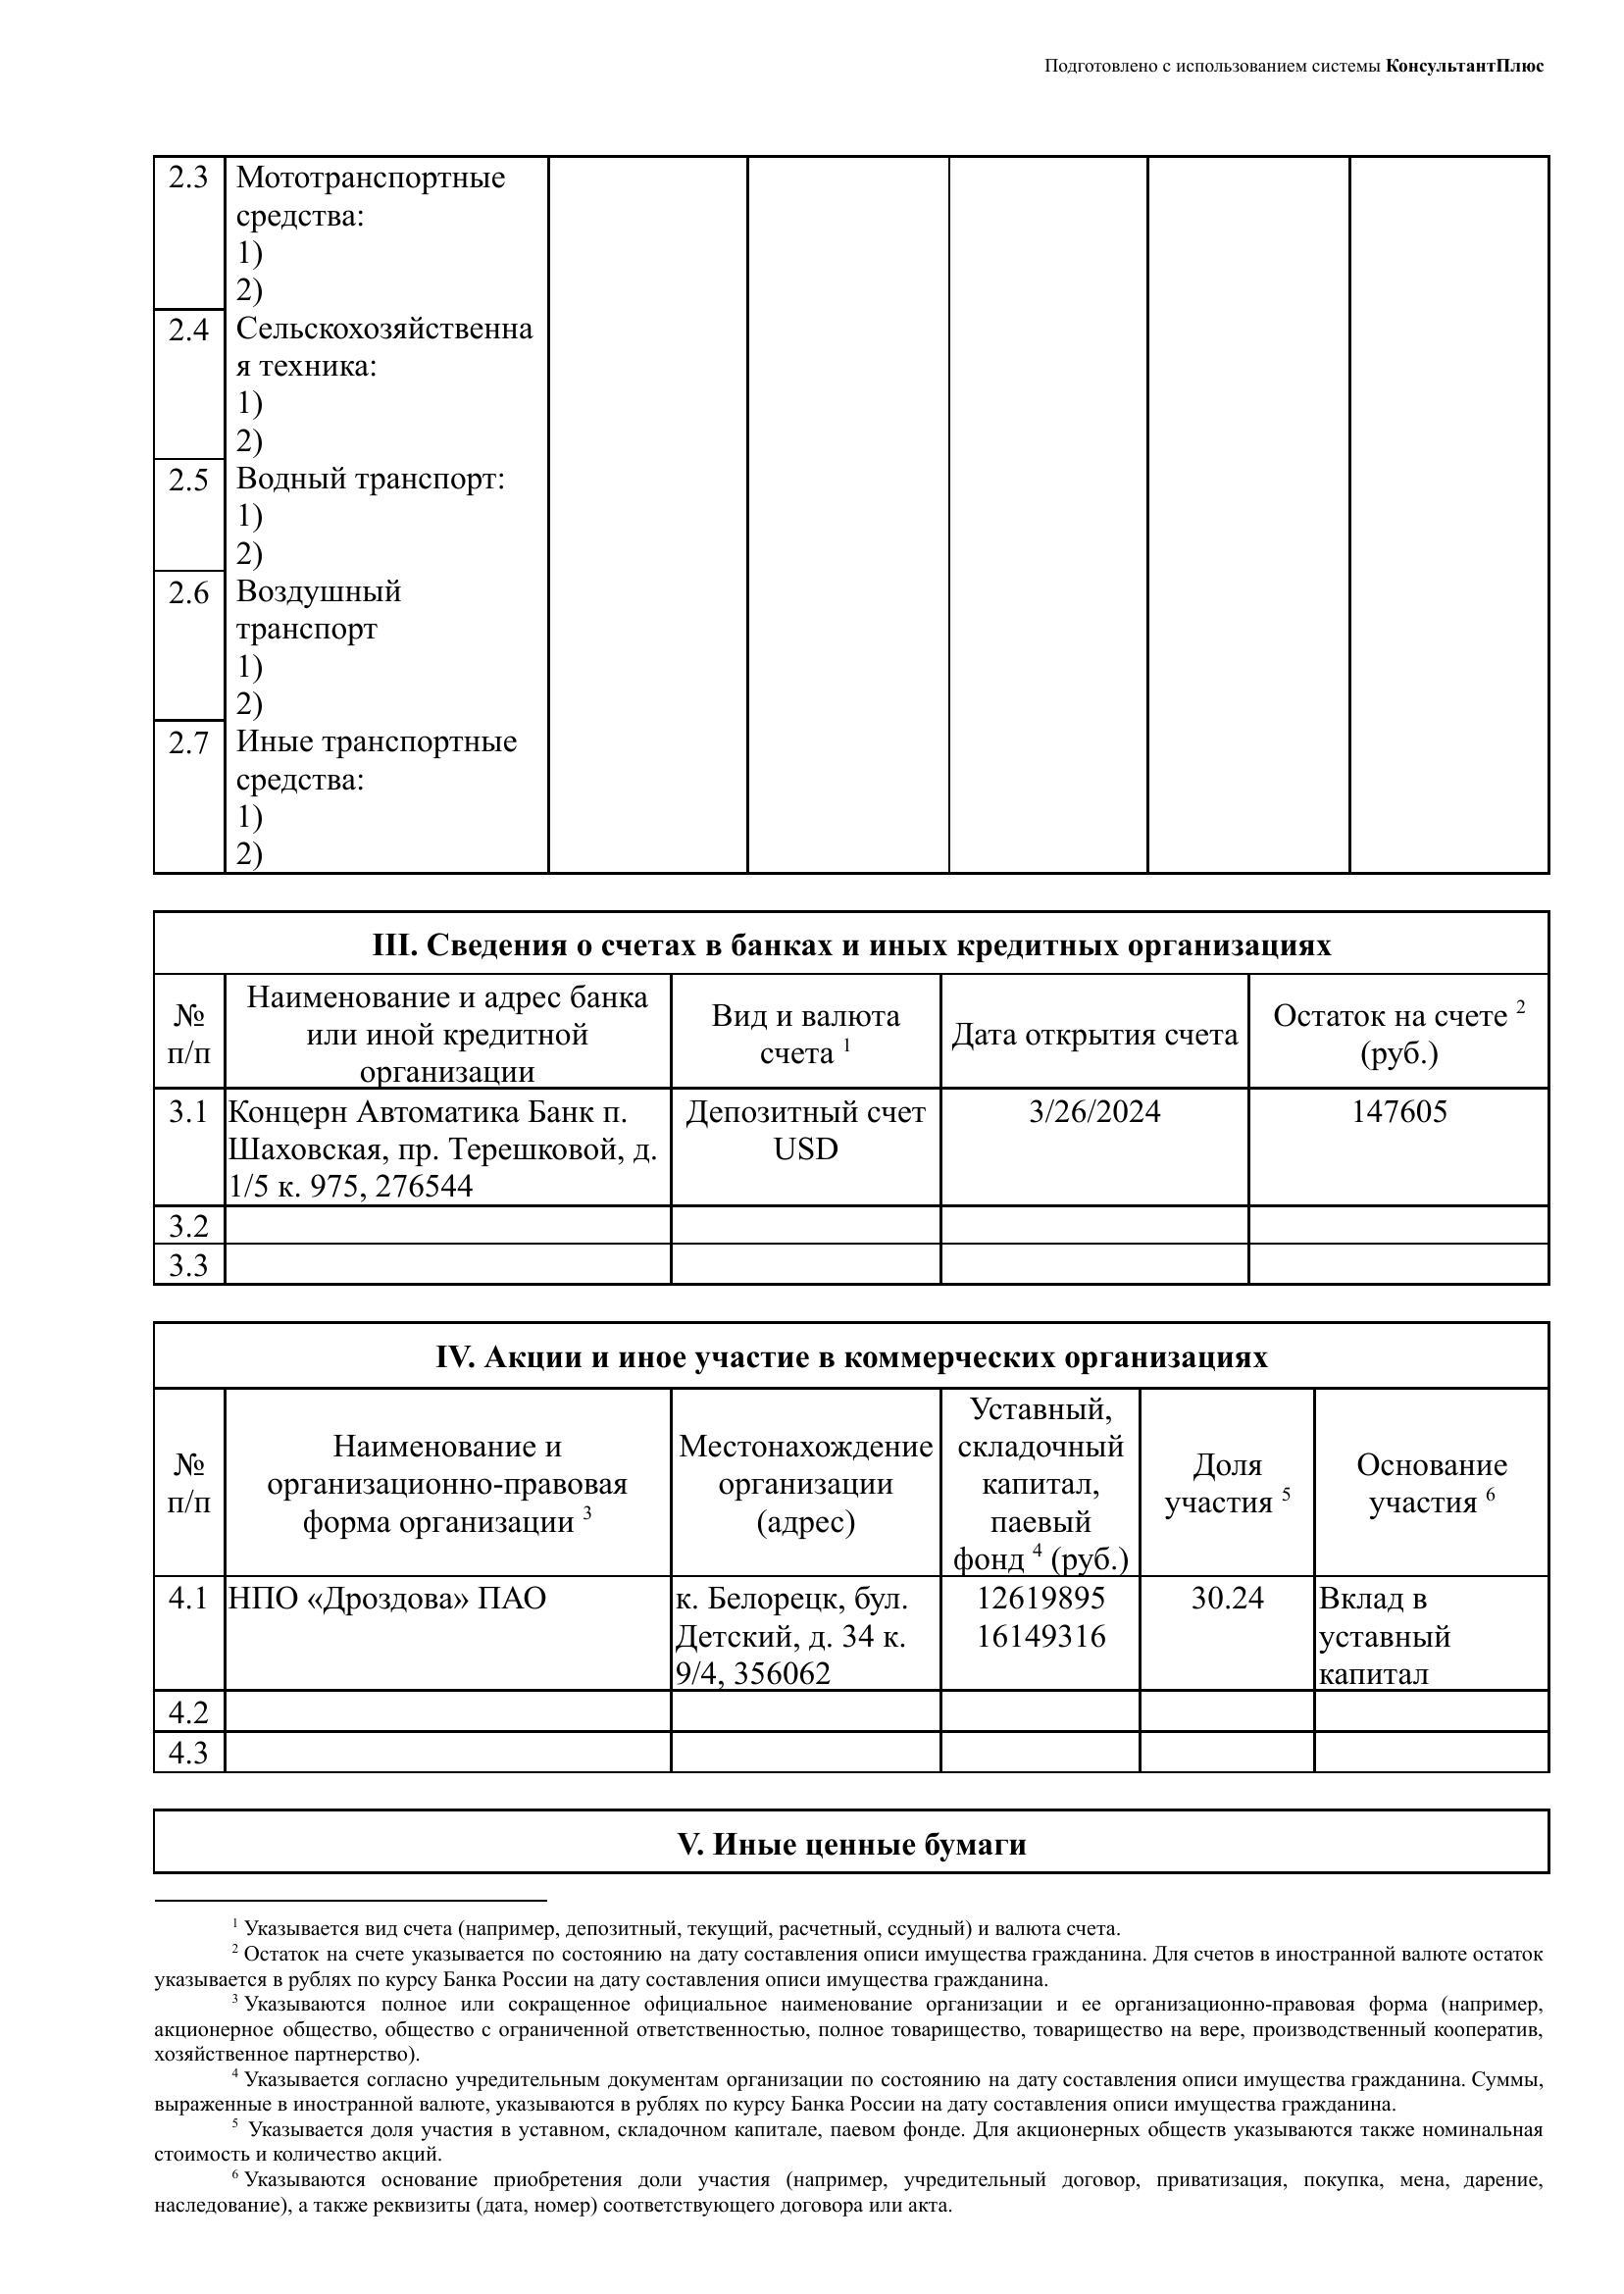 Подготовлено с использованием системы КонсультантПлюс
2.3 Мототранспортные
средства:
1)
2)
2.4 Сельскохозяйственна
я техника:
1)
2)
2.5 Водный транспорт:
1)
2)
2.6 Воздушный
транспорт
1)
2)
2.7 Иные транспортные
средства:
1)
2)
III. Сведения о счетах в банках и иных кредитных организациях
№
п/п
Наименование и адрес банка
или иной кредитной
организации
Вид и валюта
счета 1
Дата открытия счета
Остаток на счете 2
(руб.)
3.1
Концерн Автоматика Банк п.
Шаховская, пр. Терешковой, д.
1/5 к. 975, 276544
Депозитный счет
USD
3/26/2024
147605
3.2
3.3
IV. Акции и иное участие в коммерческих организациях
№
п/п
Наименование и
организационно-правовая
форма организации 3
Местонахождение
организации
(адрес)
Уставный,
складочный
капитал,
паевый
фонд 4 (руб.)
Доля
участия 5
Основание
участия 6
4.1
НПО «Дроздова» ПАО
к. Белорецк, бул.
Детский, д. 34 к.
9/4, 356062
12619895
16149316
30.24
Вклад в
уставный
капитал
4.2
4.3
V. Иные ценные бумаги
1 Указывается вид счета (например, депозитный, текущий, расчетный, ссудный) и валюта счета.
2 Остаток на счете указывается по состоянию на дату составления описи имущества гражданина. Для счетов в иностранной валюте остаток
указывается в рублях по курсу Банка России на дату составления описи имущества гражданина.
3 Указываются полное или сокращенное официальное наименование организации и ее организационно-правовая форма (например,
акционерное общество, общество с ограниченной ответственностью, полное товарищество, товарищество на вере, производственный кооператив,
хозяйственное партнерство).
4 Указывается согласно учредительным документам организации по состоянию на дату составления описи имущества гражданина. Суммы,
выраженные в иностранной валюте, указываются в рублях по курсу Банка России на дату составления описи имущества гражданина.
5 Указывается доля участия в уставном, складочном капитале, паевом фонде. Для акционерных обществ указываются также номинальная
стоимость и количество акций.
6 Указываются основание приобретения доли участия (например, учредительный договор, приватизация, покупка, мена, дарение,
наследование), а также реквизиты (дата, номер) соответствующего договора или акта.